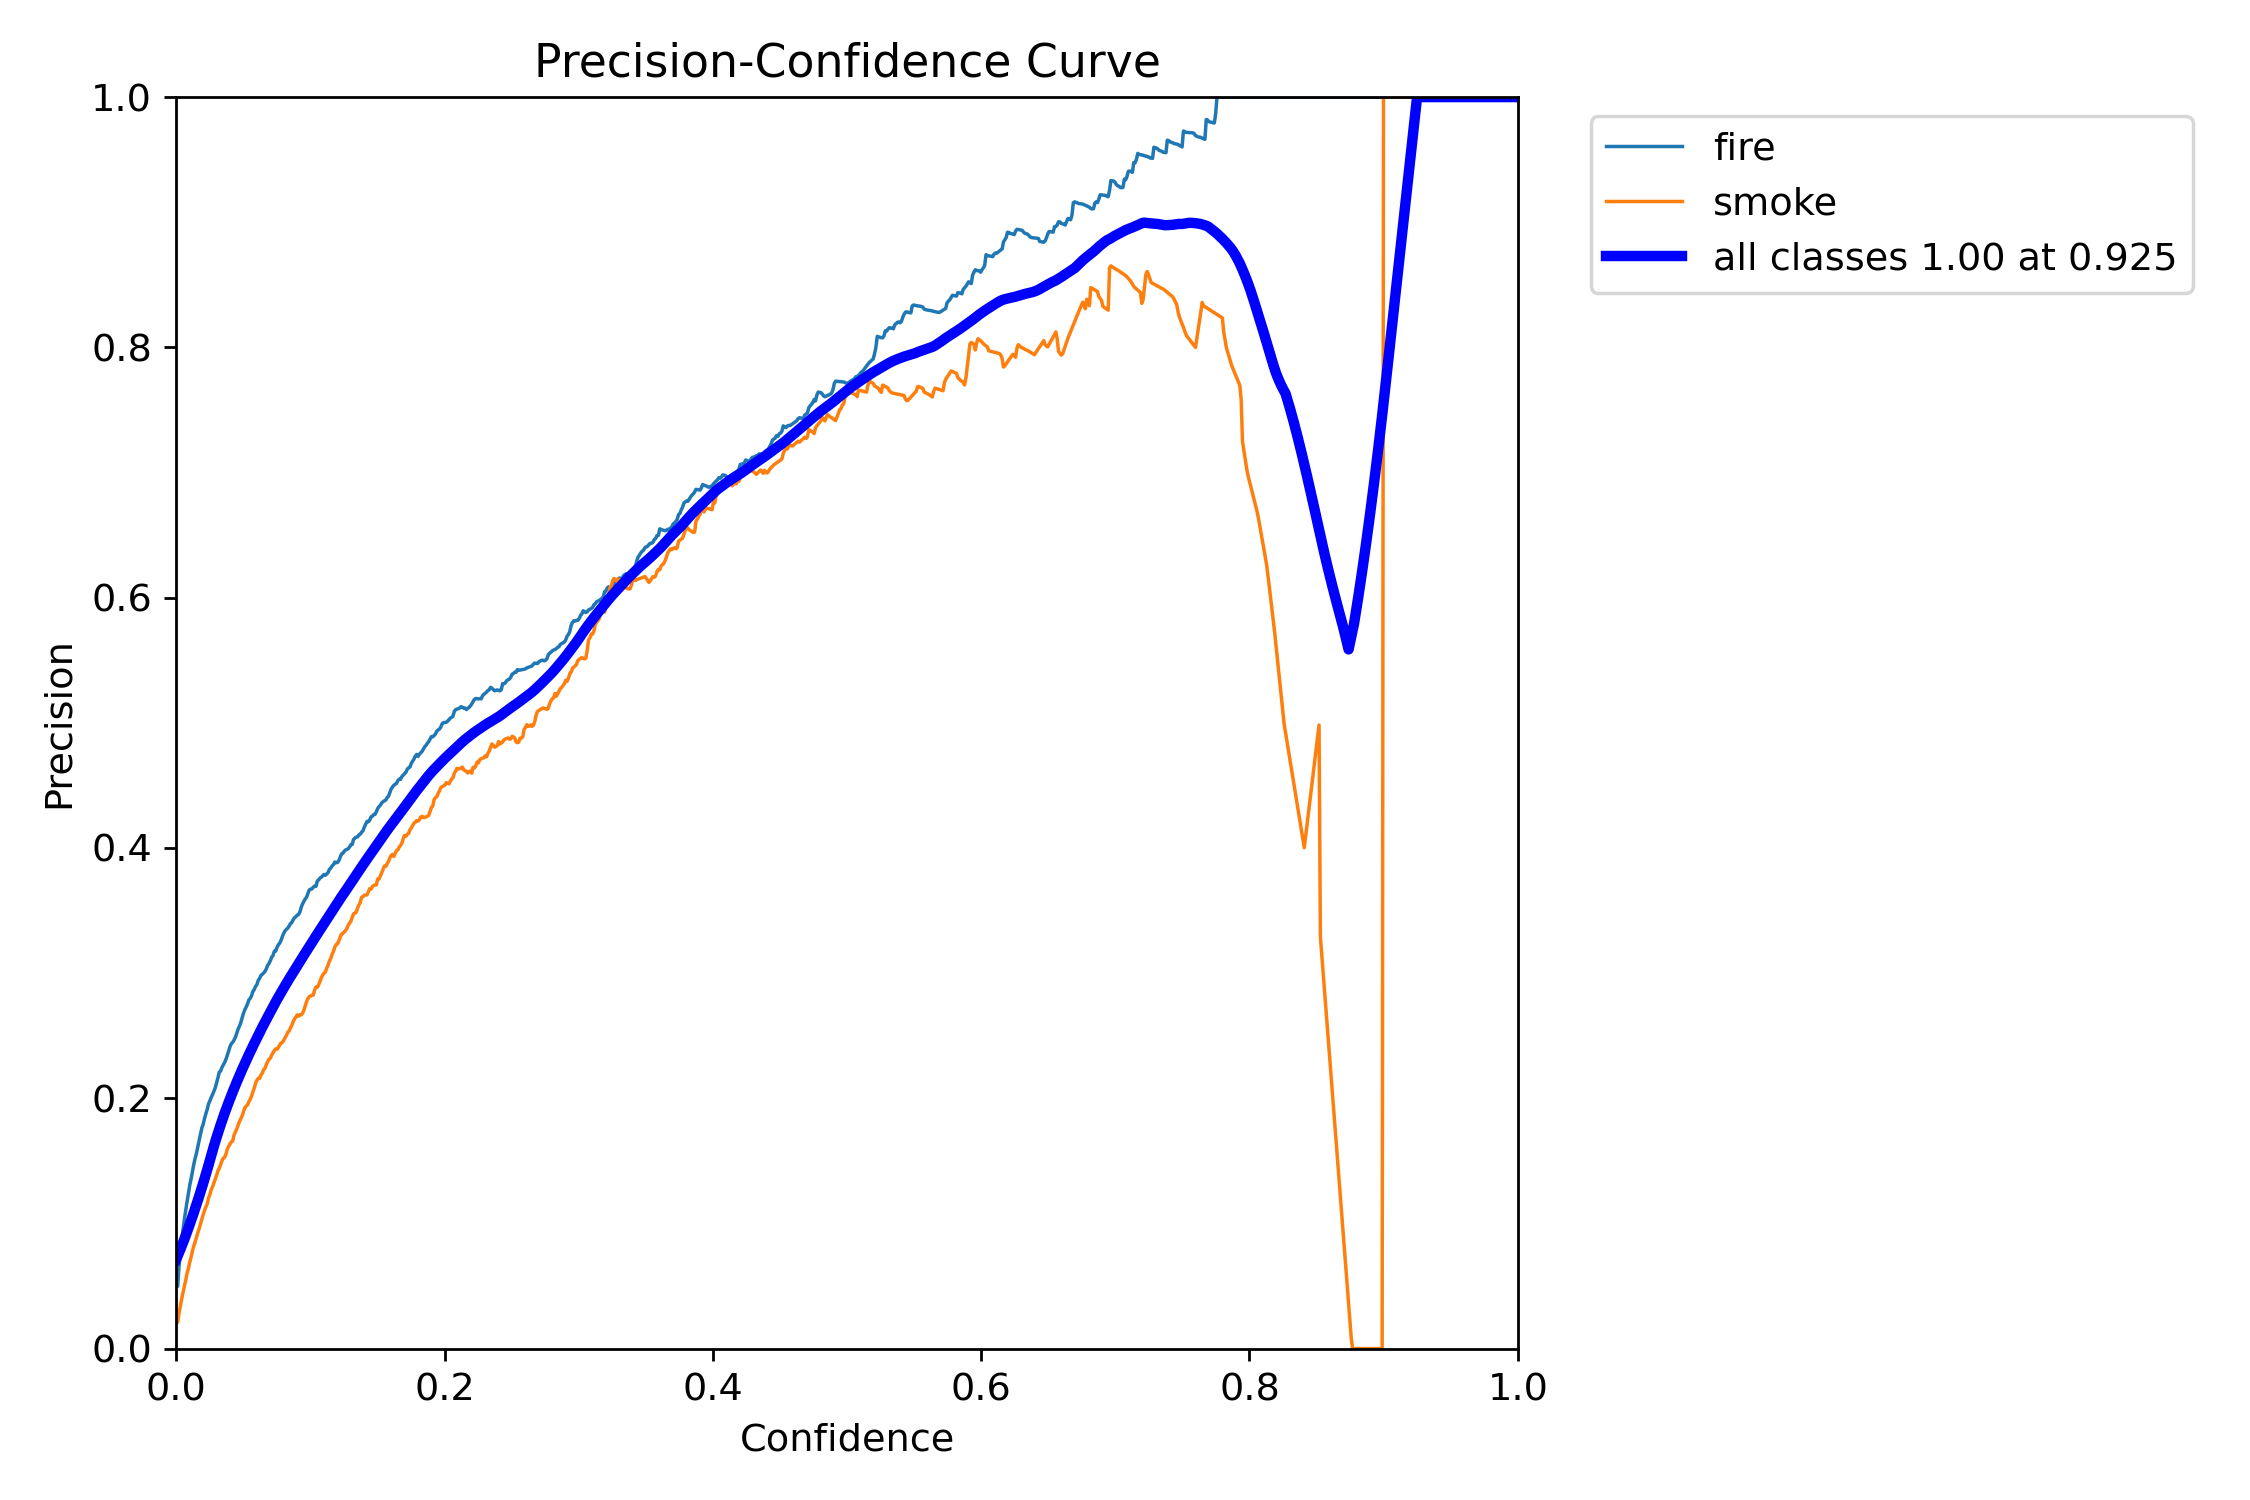 Precision-Confidence Curve
1.0
0.8
0.6
0.4
0.2
0.0
Precision
0.0 0.2 0.4 0.6 0.8 1.0
Confidence
fire
smoke
all classes 1.00 at 0.925